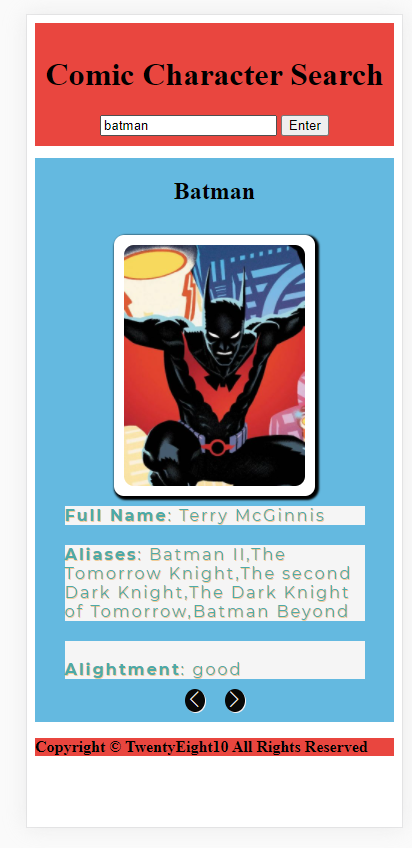 Comic Character Search
batman Enter
Batman
Full Name: Terry McGinnis
Aliases: Batman II,The
Tomorrow Knight,The second
Dark Knight,The Dark Knight
of Tomorrow,Batman Beyond
Alightment: good
Copyright © TwentyEight10 All Rights Reserved